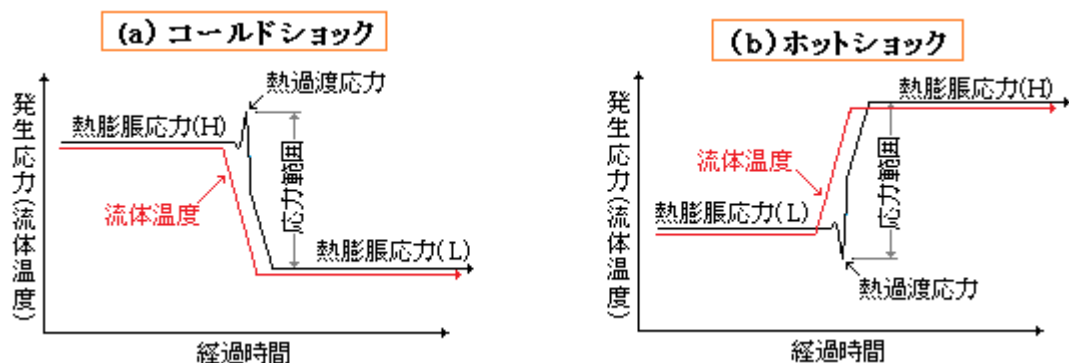 (a) コールドショック
熱過渡応力
熱膨脹応力(H)
流体温度
応力範囲
熱膨脹応力(L)
発生応力(流体温度)
経過時間
(b)ホットショック
熱膨脹応力(H)
流体温度
応力範囲
熱膨脹応力(L)
熱過渡応力
発生応力(流体温度)
経過時間